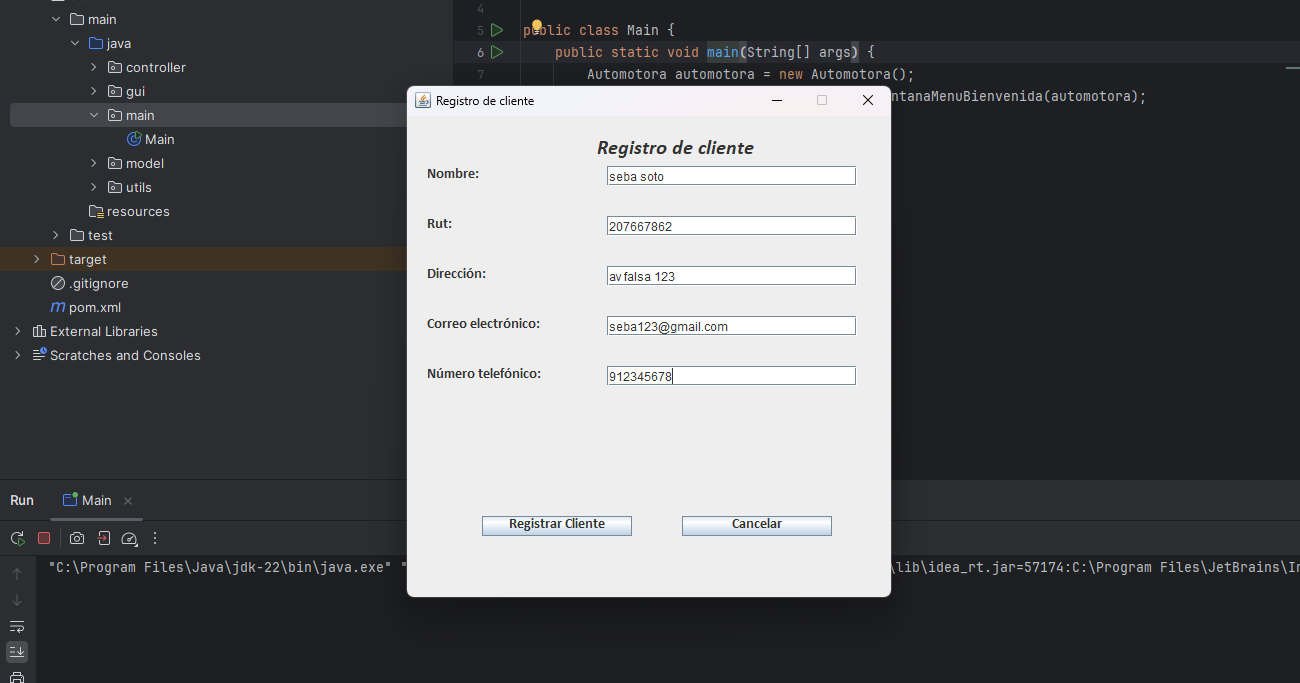 main
java
controller
gui
main
Main
model
utils
resources
test
target
.gitignore
pom.xml
External Libraries
Scratches and Consoles
4
5 public class Main {
6 public static void main(String[] args) {
7 Automotora automotora = new Automotora();
ntanaMenuBienvenida(automotora);
Registro de cliente
Registro de cliente
Nombre: seba soto
Rut: 207667862
Dirección: av falsa 123
Correo electrónico: seba123@gmail.com
Número telefónico: 912345678
Registrar Cliente Cancelar
Run Main
"C:\Program Files\Java\jdk-22\bin\java.exe" " \lib\idea_rt.jar=57174:C:\Program Files\JetBrains\In